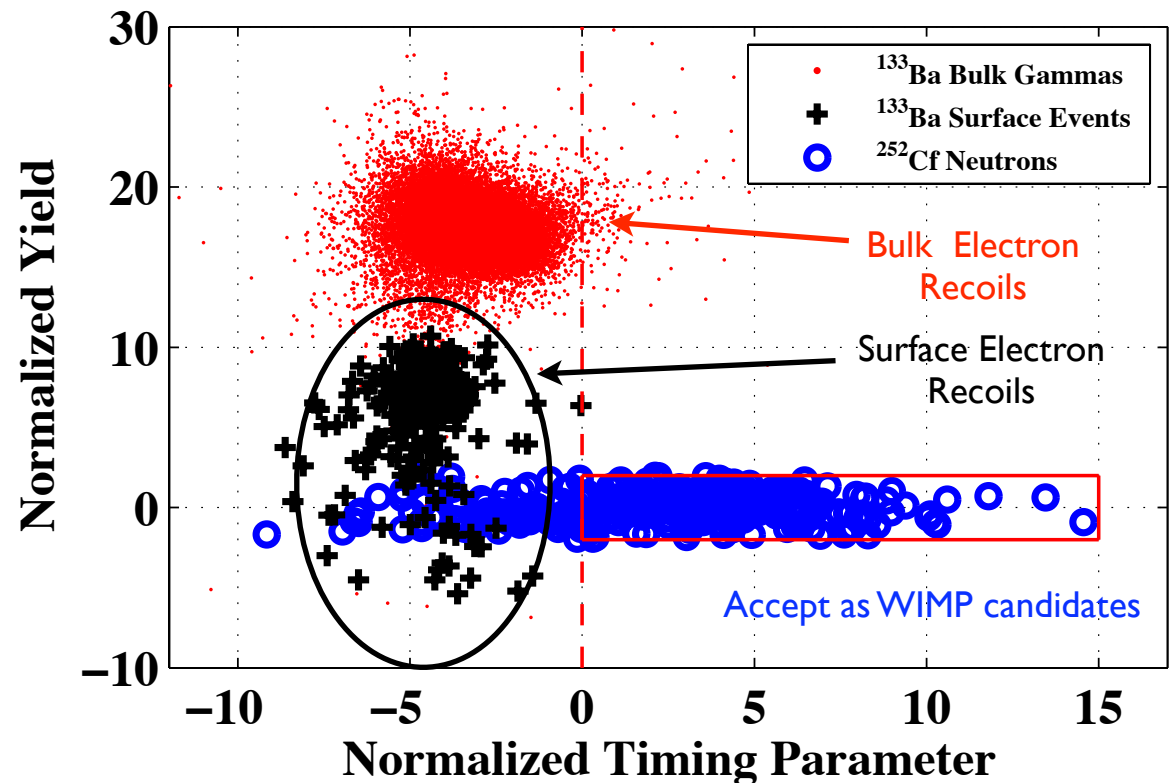 30
20
10
0
−10
Normalized Yield
−10
−5
0
5
10
15
Normalized Timing Parameter
¹³³Ba Bulk Gammas
¹³³Ba Surface Events
²⁵²Cf Neutrons
Bulk Electron
Recoils
Surface Electron
Recoils
Accept as WIMP candidates